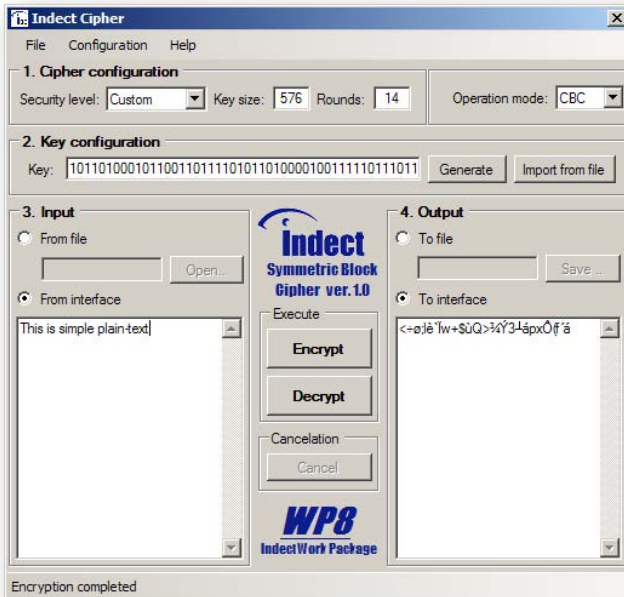 Indect Cipher
File Configuration Help
1. Cipher configuration
Security level: Custom Key size: 576 Rounds: 14 Operation mode: CBC
2. Key configuration
Key: Generate Import from file
3. Input
From file
Open..
From interface
This is simple plain-text
Indect
Symmetric Block
Cipher ver. 1.0
Execute
Encrypt
Decrypt
Cancelation
Cancel
WP8
IndectWork Package
4. Output
To file
Save ..
To interface
Encryption completed